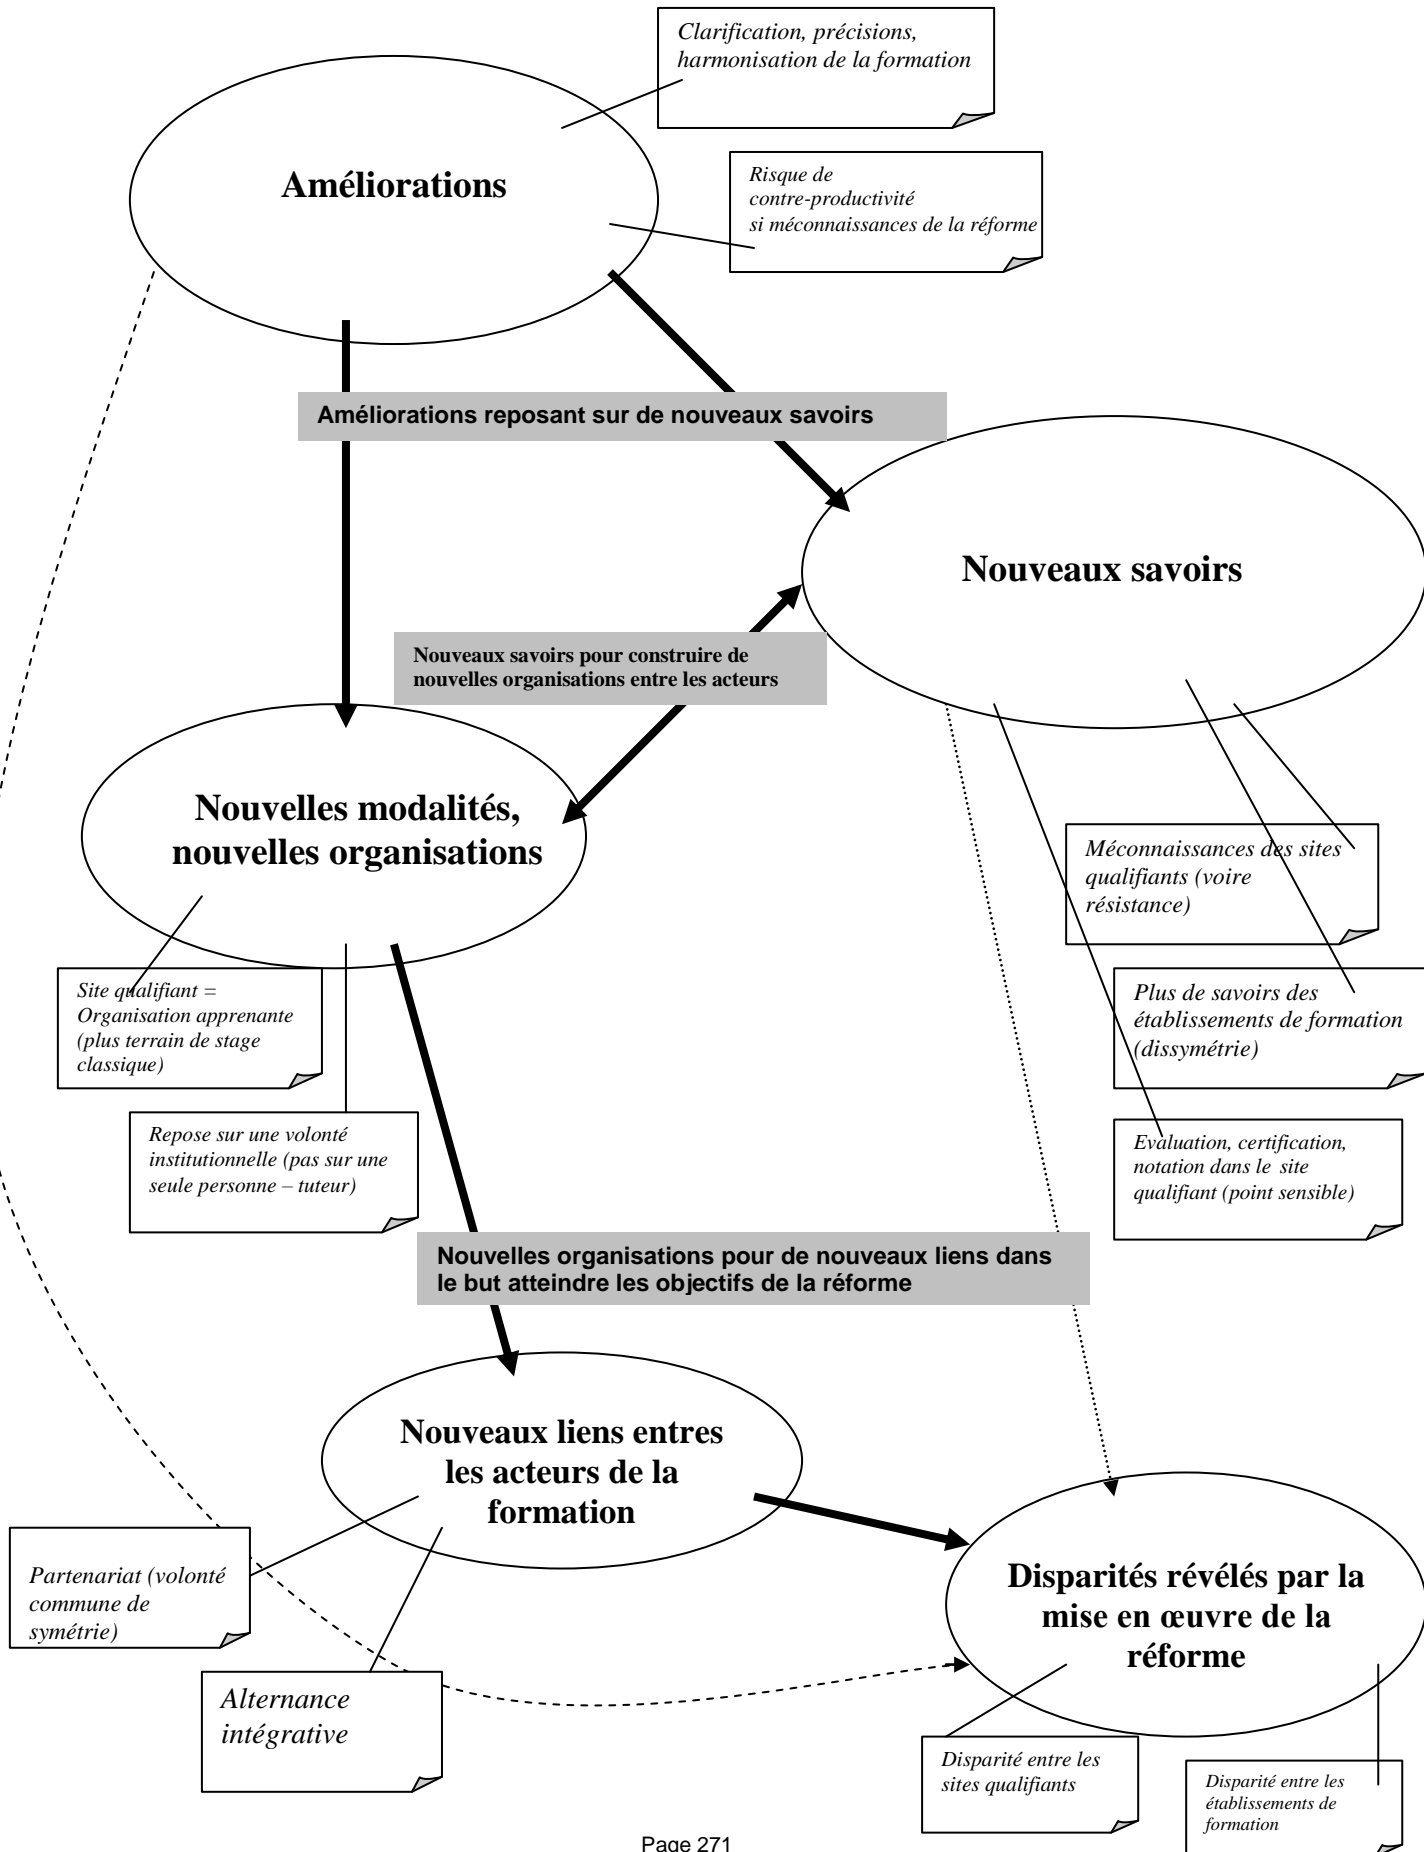 Clarification, précisions,
harmonisation de la formation
Améliorations
Risque de
contre-productivité
si méconnaissances de la réforme
Améliorations reposant sur de nouveaux savoirs
Nouveaux savoirs
Nouveaux savoirs pour construire de
nouvelles organisations entre les acteurs
Nouvelles modalités,
nouvelles organisations
Méconnaissances des sites
qualifiants (voire
résistance)
Site qualifiant =
Organisation apprenante
(plus terrain de stage
classique)
Plus de savoirs des
établissements de formation
(dissymétrie)
Repose sur une volonté
institutionnelle (pas sur une
seule personne – tuteur)
Evaluation, certification,
notation dans le site
qualifiant (point sensible)
Nouvelles organisations pour de nouveaux liens dans
le but atteindre les objectifs de la réforme
Nouveaux liens entres
les acteurs de la
formation
Partenariat (volonté
commune de
symétrie)
Disparités révélés par la
mise en œuvre de la
réforme
Alternance
intégrative
Disparité entre les
sites qualifiants
Disparité entre les
établissements de
formation
Page 271